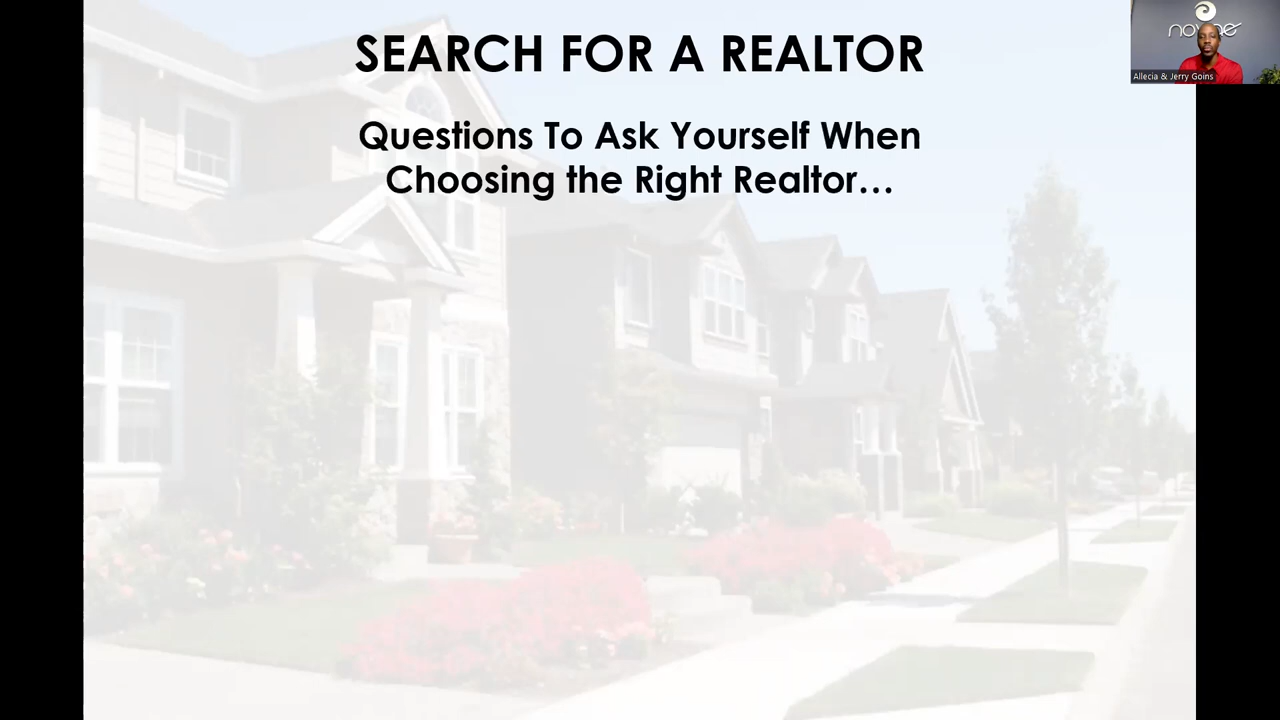 SEARCH FOR A REALTOR
Questions To Ask Yourself When
Choosing the Right Realtor…
Allecia & Jerry Goins